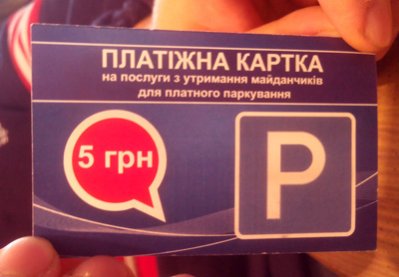 ПЛАТІЖНА КАРТКА
на послуги з утримання майданчиків
для платного паркування
5 грн
P